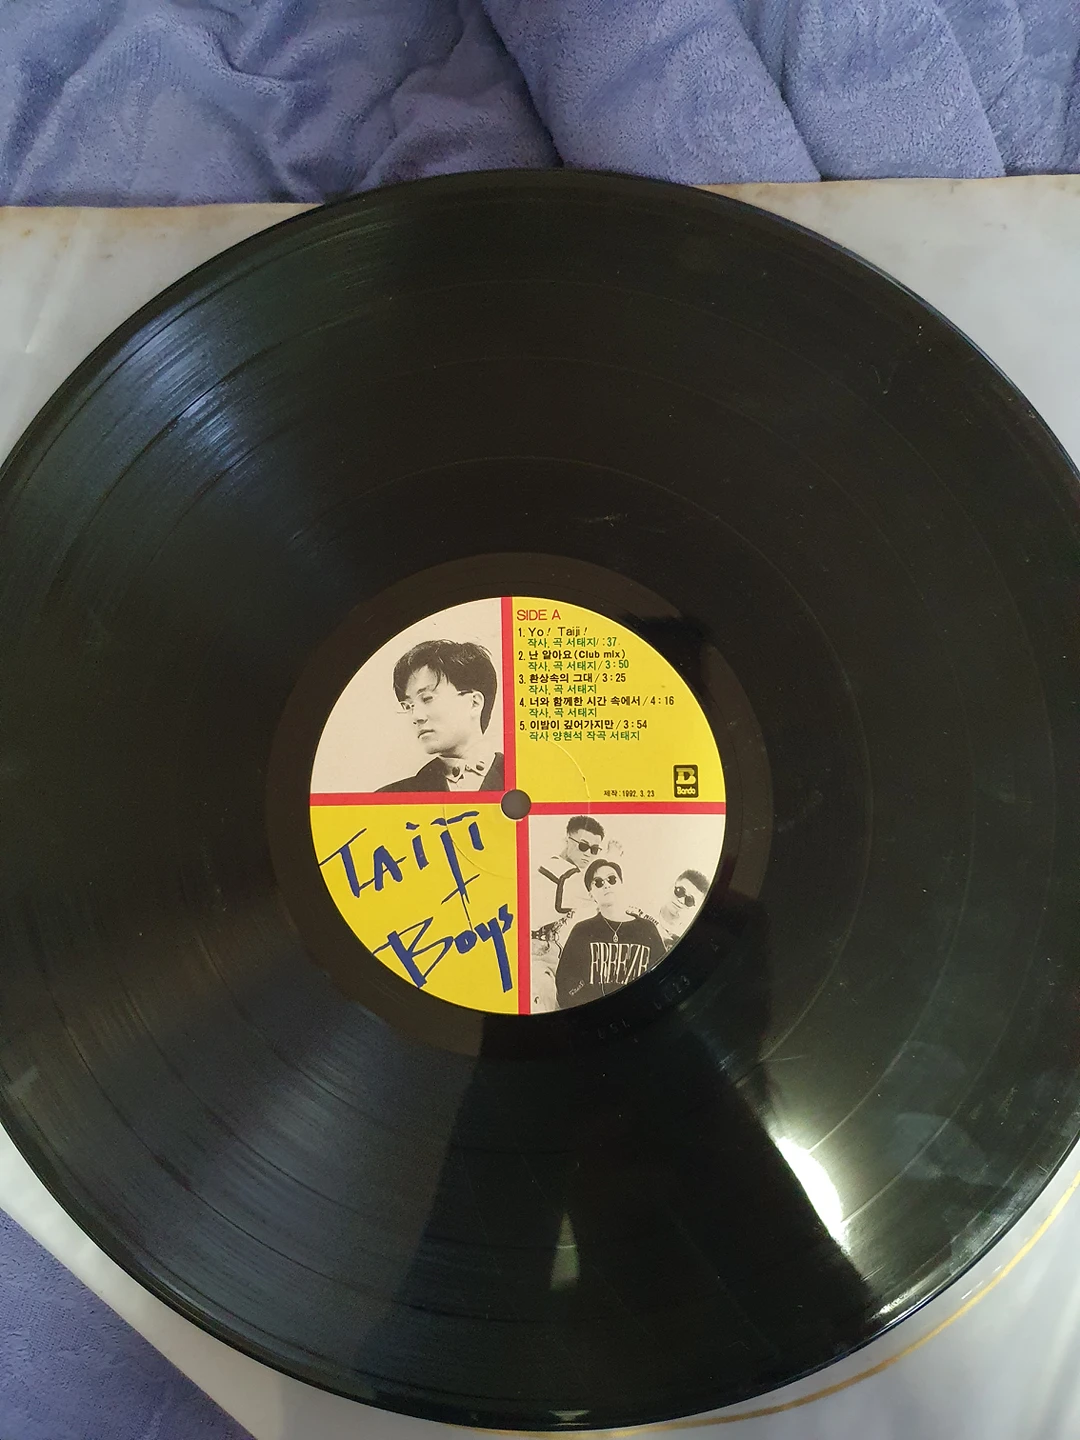 SIDE A
1. Yo! Taiji!
작사, 곡 서태지/ :37
2. 난 알아요(Club mix)
작사, 곡 서태지/3:50
3. 환상속의 그대/3:25
작사, 곡 서태지
4. 너와 함께한 시간 속에서/4:16
작사, 곡 서태지
5. 이밤이 깊어가지만/3:54
작사 양현석 작곡 서태지
제작:1992. 3. 23
Bando
TAiji
Boys
FREEZE